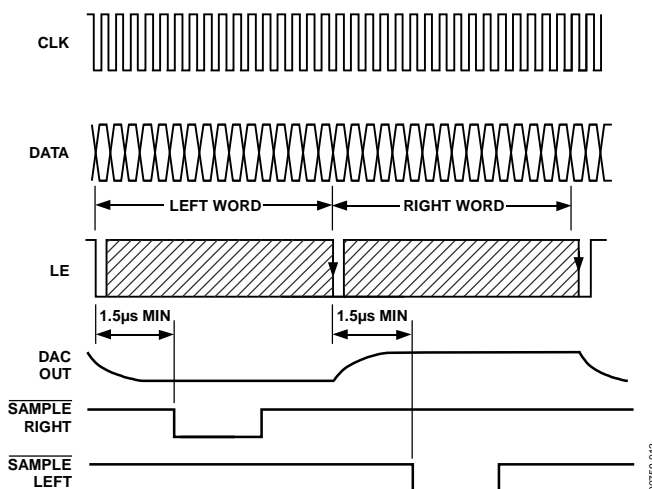 CLK
DATA
LEFT WORD
RIGHT WORD
LE
1.5µs MIN
1.5µs MIN
DAC
OUT
SAMPLE
RIGHT
SAMPLE
LEFT